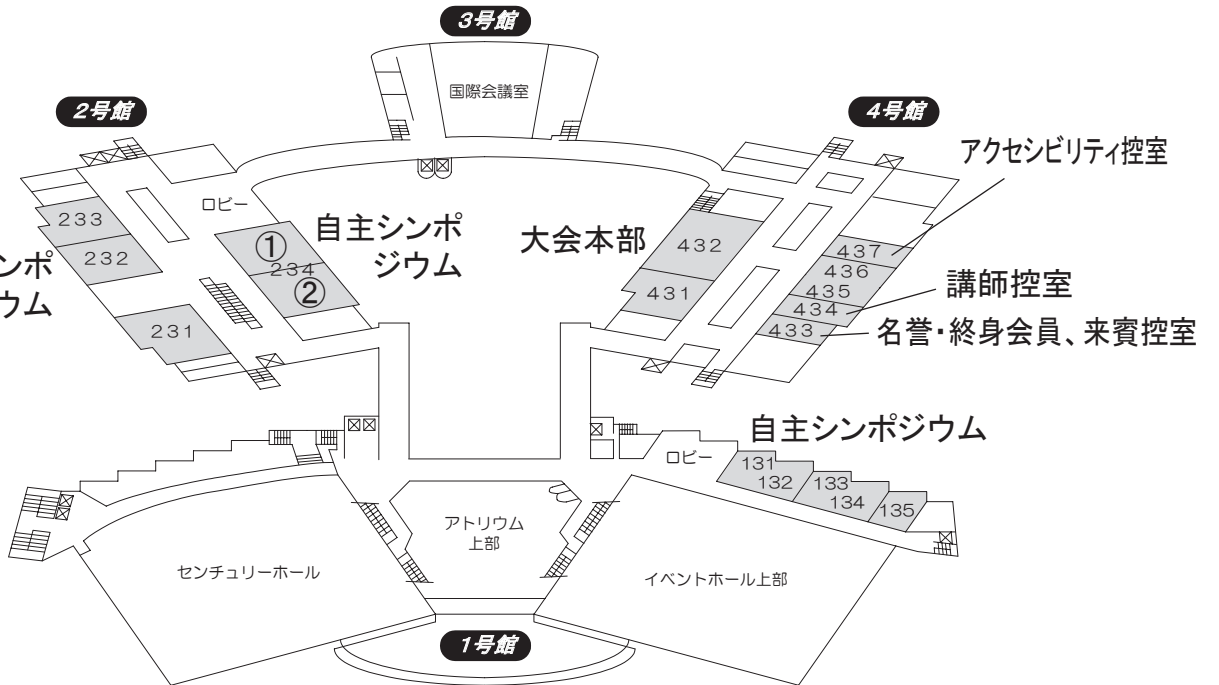 3号館
国際会議室
2号館
4号館
アクセシビリティ控室
ロビー
233
232
231
ンポ
ウム
①
234
②
自主シンポ
ジウム
大会本部
432
431
437
436
435
434
433
講師控室
名誉・終身会員、来賓控室
自主シンポジウム
ロビー
131
132
133
134
135
アトリウム
上部
センチュリーホール
イベントホール上部
1号館